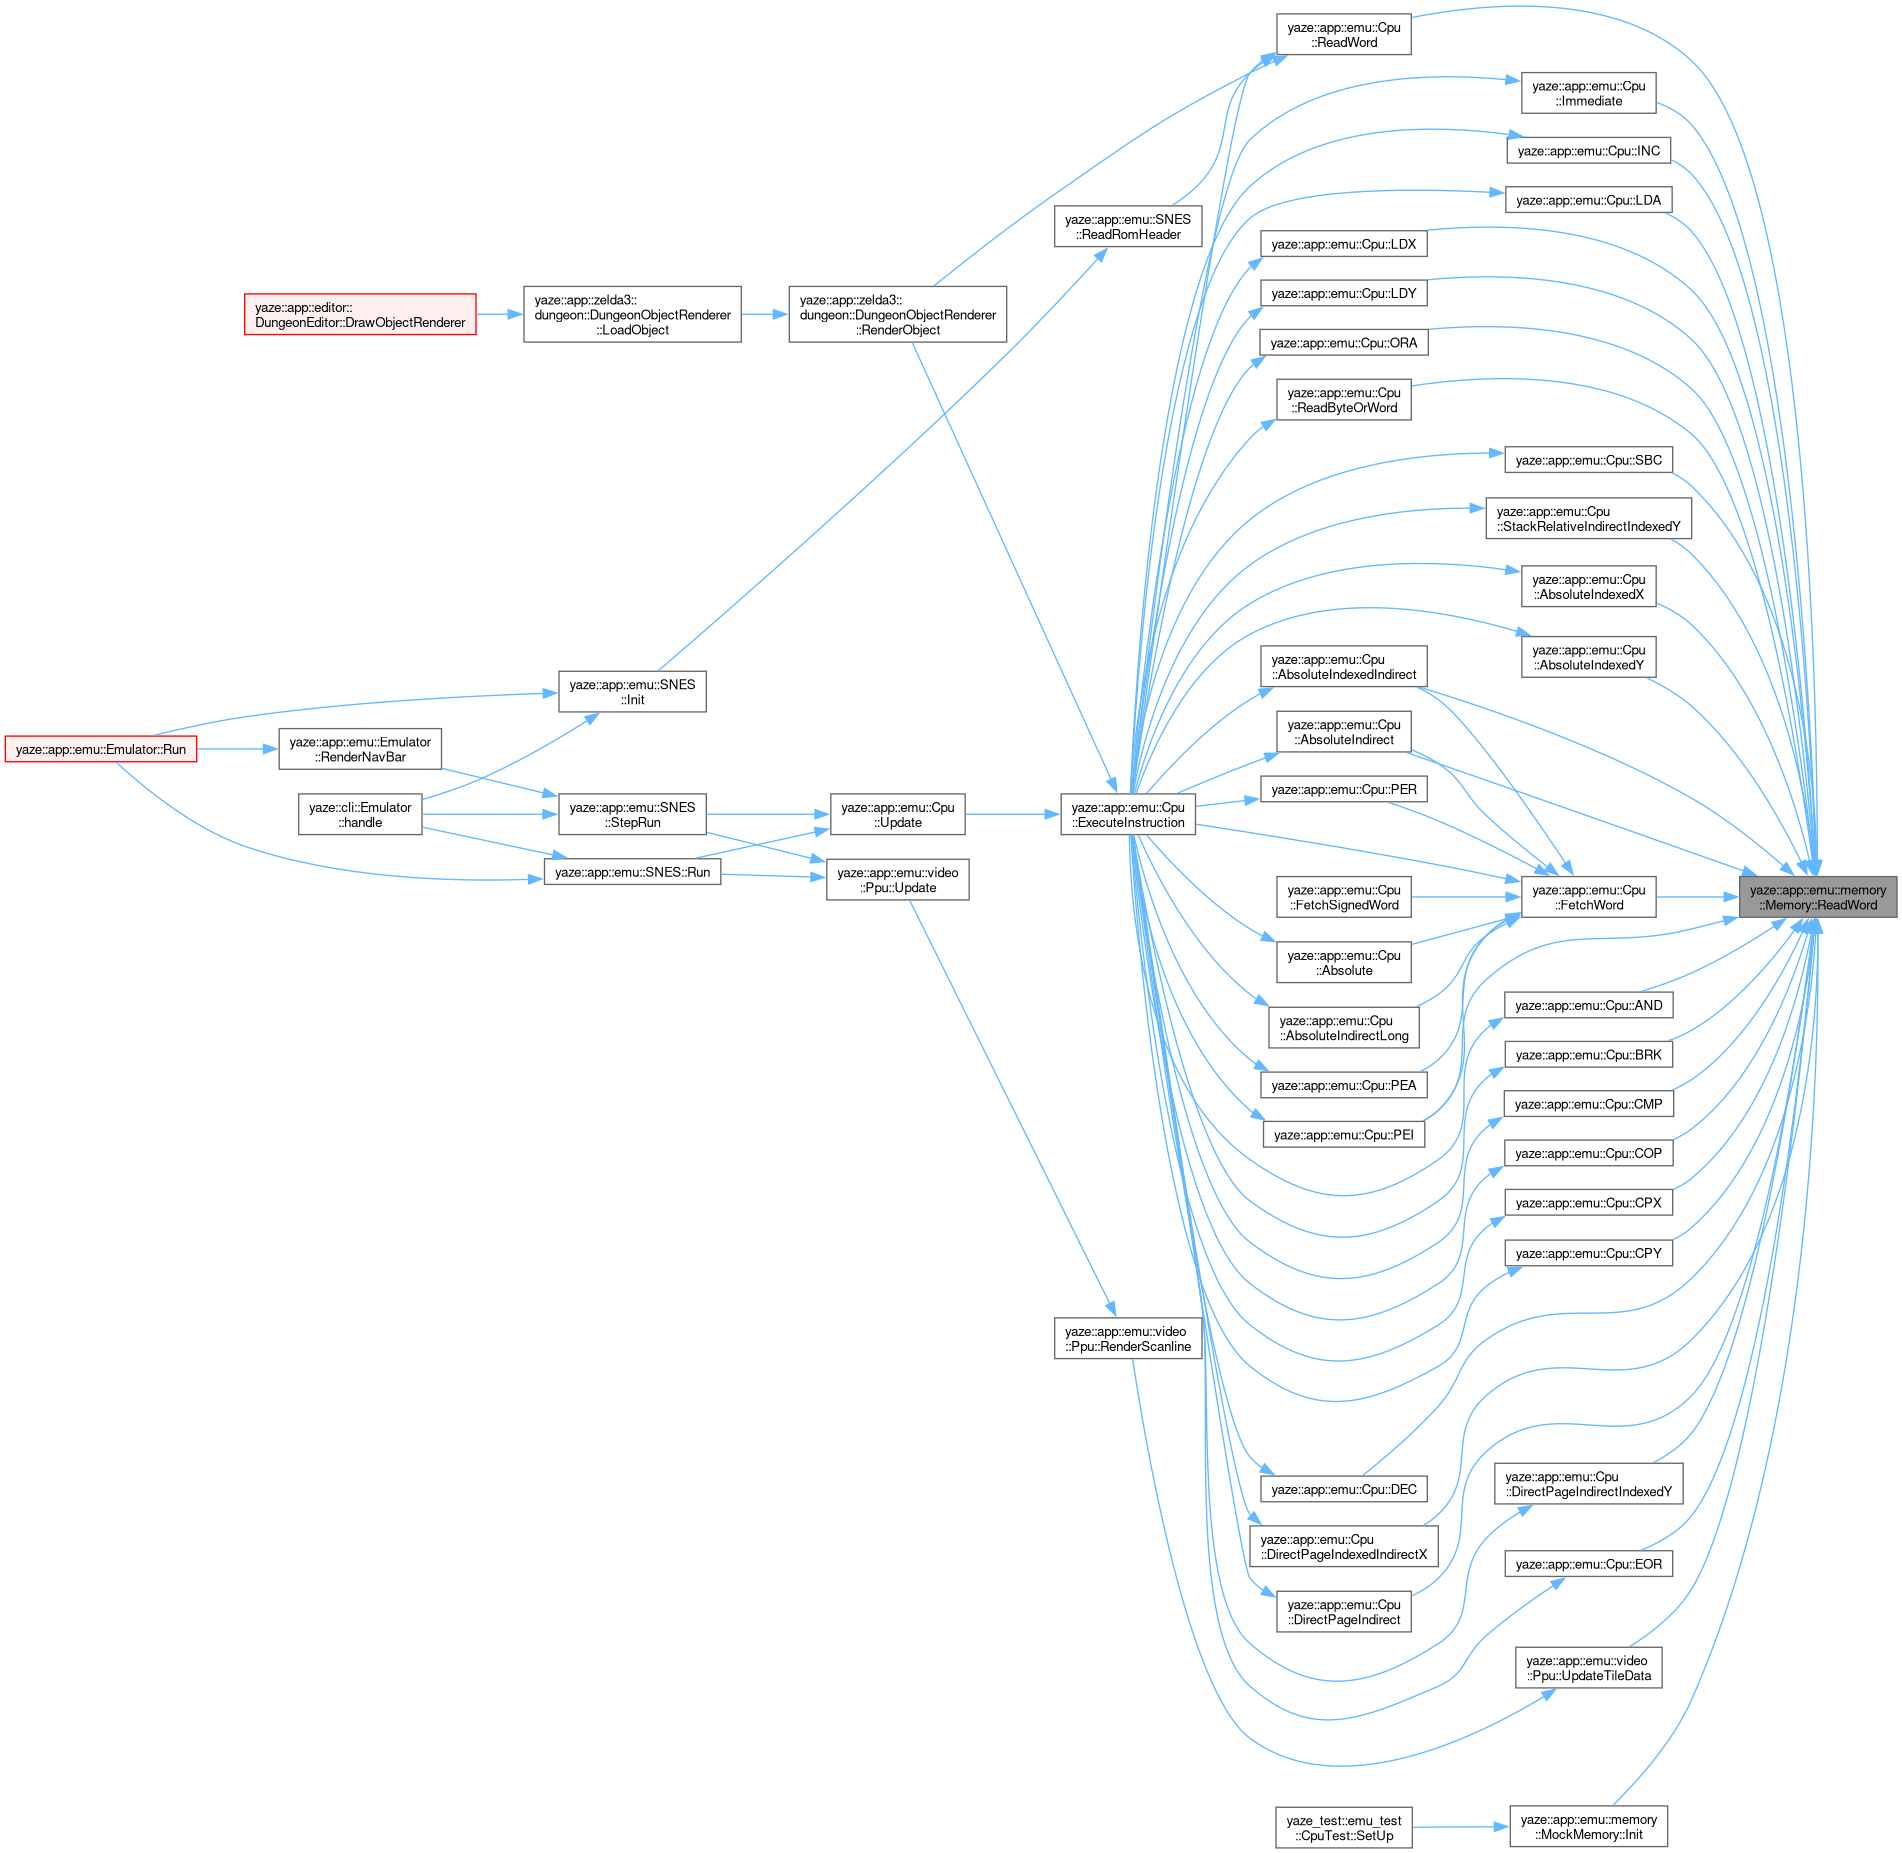 yaze::app::emu::Cpu
::ReadWord
yaze::app::emu::Cpu
::Immediate
yaze::app::emu::Cpu::INC
yaze::app::emu::Cpu::LDA
yaze::app::emu::SNES
::ReadRomHeader
yaze::app::emu::Cpu::LDX
yaze::app::emu::Cpu::LDY
yaze::app::editor::
DungeonEditor::DrawObjectRenderer
yaze::app::zelda3::
dungeon::DungeonObjectRenderer
::LoadObject
yaze::app::zelda3::
dungeon::DungeonObjectRenderer
::RenderObject
yaze::app::emu::Cpu::ORA
yaze::app::emu::Cpu
::ReadByteOrWord
yaze::app::emu::Cpu::SBC
yaze::app::emu::Cpu
::StackRelativeIndirectIndexedY
yaze::app::emu::Cpu
::AbsoluteIndexedX
yaze::app::emu::Cpu
::AbsoluteIndexedY
yaze::app::emu::Cpu
::AbsoluteIndexedIndirect
yaze::app::emu::SNES
::Init
yaze::app::emu::Cpu
::AbsoluteIndirect
yaze::app::emu::Emulator::Run
yaze::app::emu::Emulator
::RenderNavBar
yaze::app::emu::Cpu::PER
yaze::cli::Emulator
::handle
yaze::app::emu::SNES
::StepRun
yaze::app::emu::Cpu
::Update
yaze::app::emu::Cpu
::ExecuteInstruction
yaze::app::emu::SNES::Run
yaze::app::emu::video
::Ppu::Update
yaze::app::emu::Cpu
::FetchSignedWord
yaze::app::emu::Cpu
::FetchWord
yaze::app::emu::memory
::Memory::ReadWord
yaze::app::emu::Cpu
::Absolute
yaze::app::emu::Cpu::AND
yaze::app::emu::Cpu
::AbsoluteIndirectLong
yaze::app::emu::Cpu::BRK
yaze::app::emu::Cpu::PEA
yaze::app::emu::Cpu::CMP
yaze::app::emu::Cpu::PEI
yaze::app::emu::Cpu::COP
yaze::app::emu::Cpu::CPX
yaze::app::emu::Cpu::CPY
yaze::app::emu::video
::Ppu::RenderScanline
yaze::app::emu::Cpu::DEC
yaze::app::emu::Cpu
::DirectPageIndirectIndexedY
yaze::app::emu::Cpu
::DirectPageIndexedIndirectX
yaze::app::emu::Cpu::EOR
yaze::app::emu::Cpu
::DirectPageIndirect
yaze::app::emu::video
::Ppu::UpdateTileData
yaze_test::emu_test
::CpuTest::SetUp
yaze::app::emu::memory
::MockMemory::Init